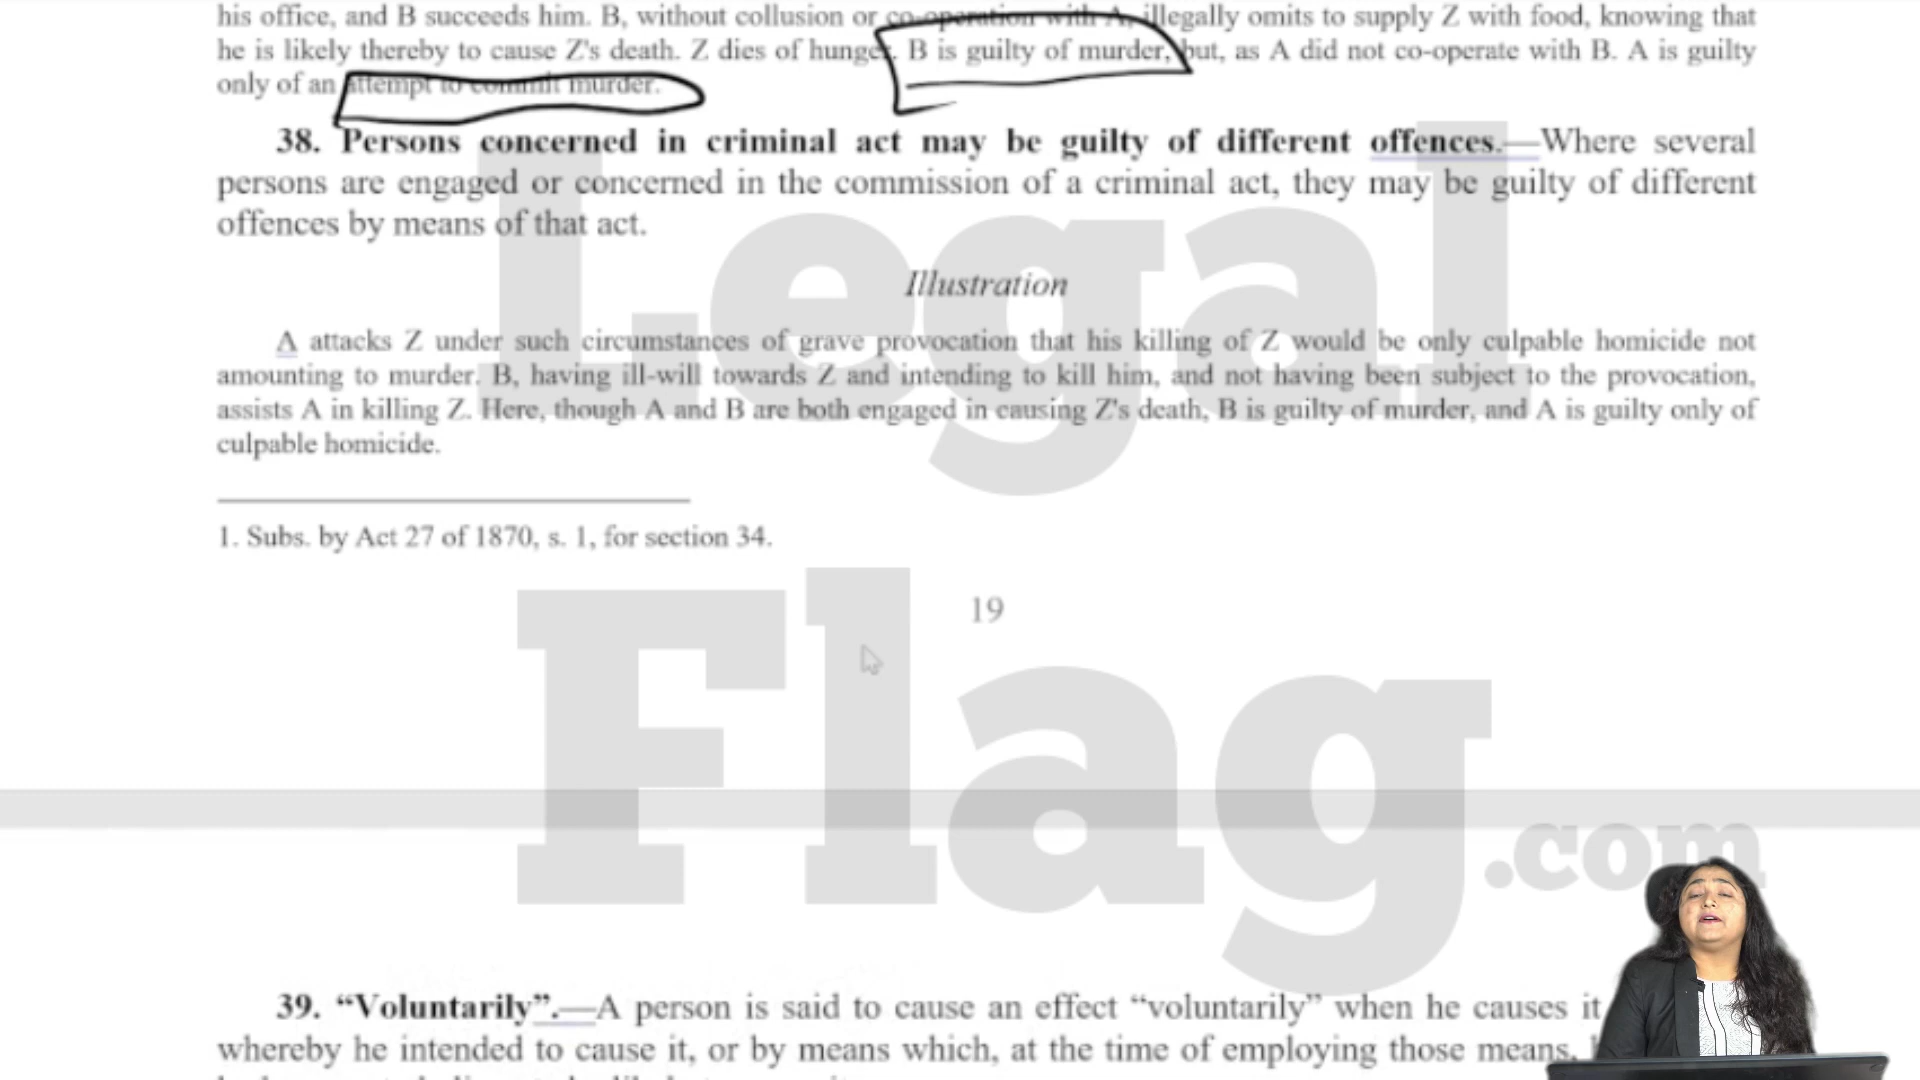 his office, and B succeeds him. B, without collusion or co-operation with A, illegally omits to supply Z with food, knowing that
he is likely thereby to cause Z's death. Z dies of hunger. B is guilty of murder, but, as A did not co-operate with B. A is guilty
only of an attempt to commit murder.
38. Persons concerned in criminal act may be guilty of different offences.—Where several
persons are engaged or concerned in the commission of a criminal act, they may be guilty of different
offences by means of that act.
Illustration
A attacks Z under such circumstances of grave provocation that his killing of Z would be only culpable homicide not
amounting to murder. B, having ill-will towards Z and intending to kill him, and not having been subject to the provocation,
assists A in killing Z. Here, though A and B are both engaged in causing Z's death, B is guilty of murder, and A is guilty only of
culpable homicide.
1. Subs. by Act 27 of 1870, s. 1, for section 34.
19
Legal
Flag
.com
39. “Voluntarily”.—A person is said to cause an effect “voluntarily” when he causes it
whereby he intended to cause it, or by means which, at the time of employing those means,